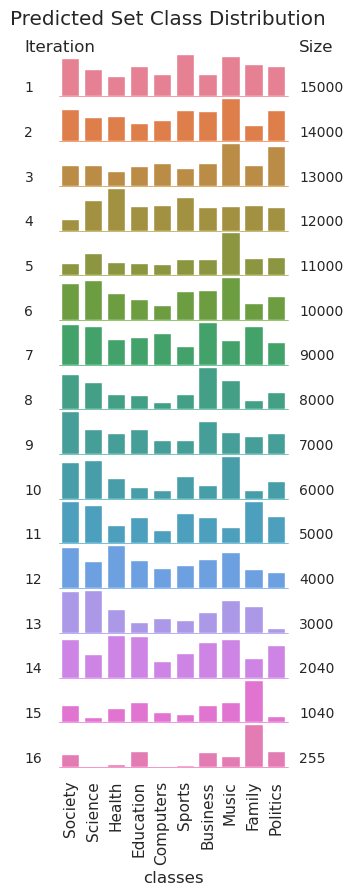 Predicted Set Class Distribution
Iteration Size
1 15000
2 14000
3 13000
4 12000
5 11000
6 10000
7 9000
8 8000
9 7000
10 6000
11 5000
12 4000
13 3000
14 2040
15 1040
16 255
Society
Science
Health
Education
Computers
Sports
Business
Music
Family
Politics
classes